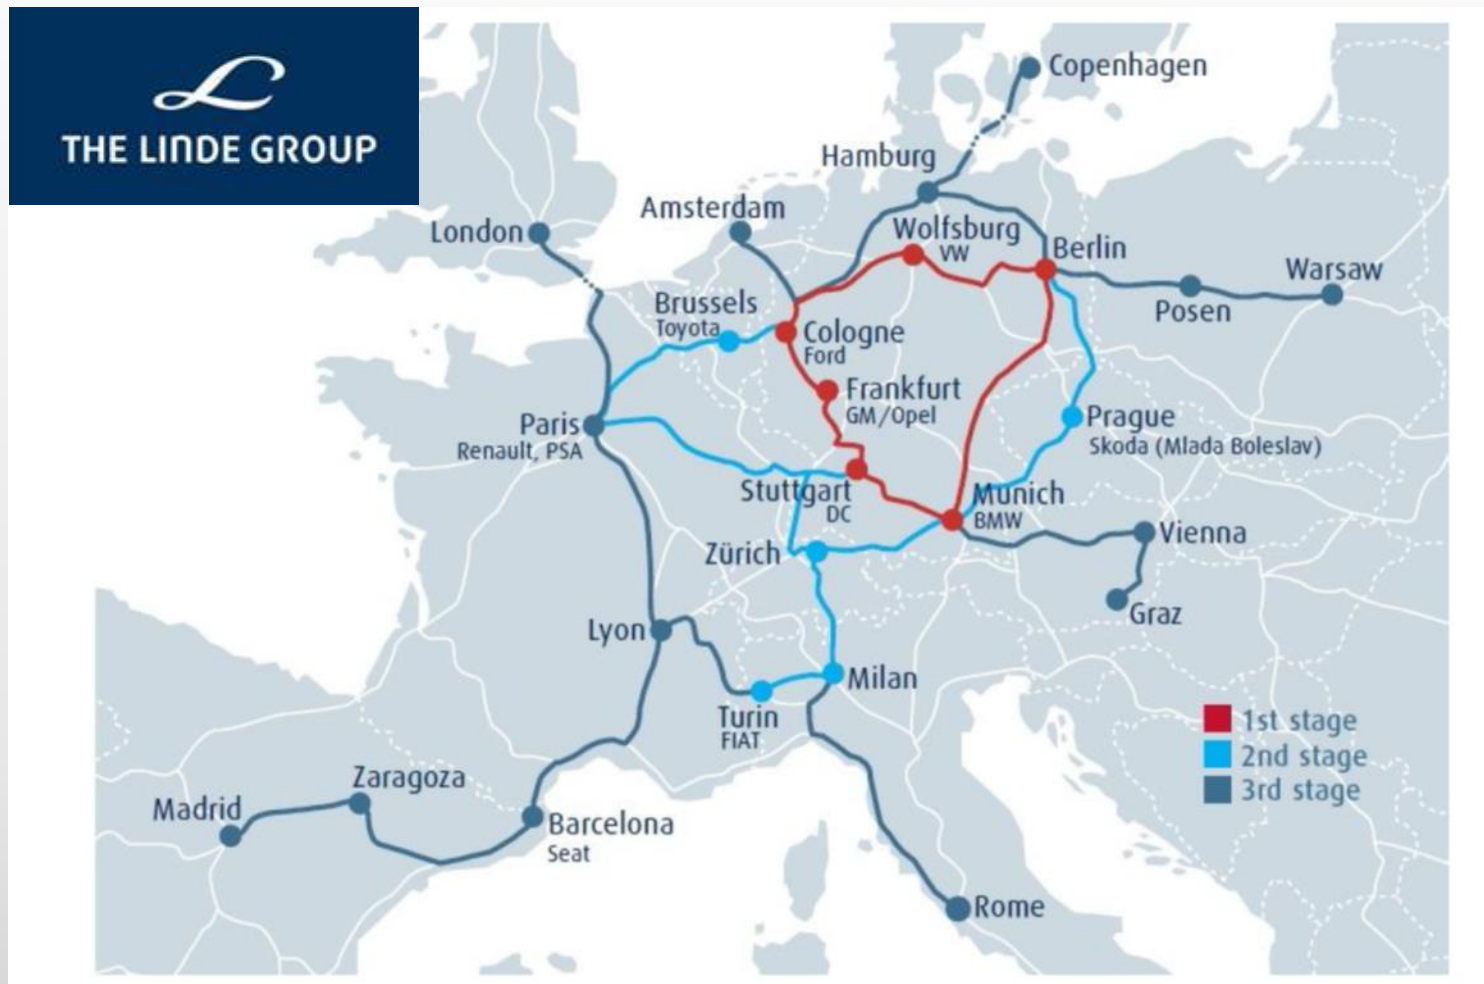 THE LINDE GROUP
Copenhagen
Hamburg
Amsterdam
London
Wolfsburg
VW
Berlin
Warsaw
Posen
Brussels
Toyota
Cologne
Ford
Frankfurt
GM/Opel
Paris
Renault, PSA
Prague
Skoda (Mlada Boleslav)
Stuttgart
DC
Munich
BMW
Vienna
Zürich
Graz
Lyon
Milan
Turin
FIAT
1st stage
2nd stage
3rd stage
Zaragoza
Madrid
Barcelona
Seat
Rome